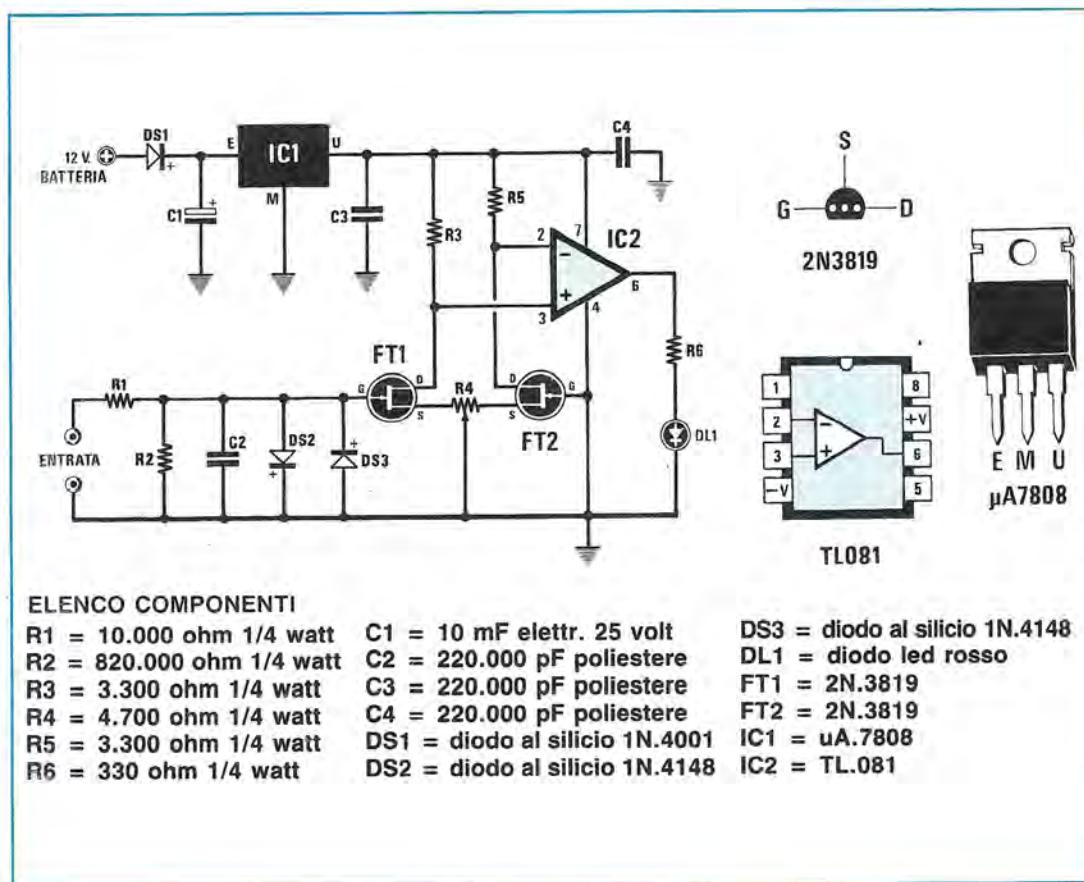 DS1
12 V.
BATTERIA
E
IC1
U
M
C1
+
+
C3
R3
R5
C4
2
7
IC2
−
+
3
4
6
R6
DL1
FT1
G
D
S
R4
D
S
G
FT2
R1
ENTRATA
R2
C2
DS2
+
DS3
+
S
G
D
2N3819
E M U
µA7808
1
2
3
−V
8
+V
6
5
−
+
TL081
ELENCO COMPONENTI
R1 = 10.000 ohm 1/4 watt
R2 = 820.000 ohm 1/4 watt
R3 = 3.300 ohm 1/4 watt
R4 = 4.700 ohm 1/4 watt
R5 = 3.300 ohm 1/4 watt
R6 = 330 ohm 1/4 watt
C1 = 10 mF elettr. 25 volt
C2 = 220.000 pF poliestere
C3 = 220.000 pF poliestere
C4 = 220.000 pF poliestere
DS1 = diodo al silicio 1N.4001
DS2 = diodo al silicio 1N.4148
DS3 = diodo al silicio 1N.4148
DL1 = diodo led rosso
FT1 = 2N.3819
FT2 = 2N.3819
IC1 = uA.7808
IC2 = TL.081